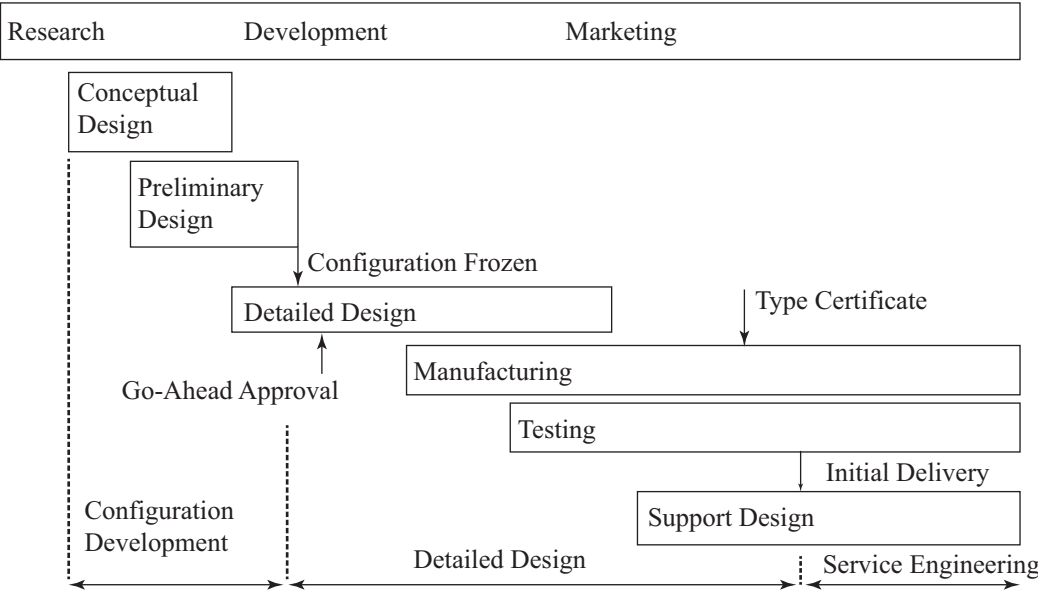 Research Development Marketing
Conceptual
Design
Preliminary
Design
Configuration Frozen
Detailed Design
Type Certificate
Go-Ahead Approval
Manufacturing
Testing
Initial Delivery
Configuration
Development
Support Design
Detailed Design
Service Engineering